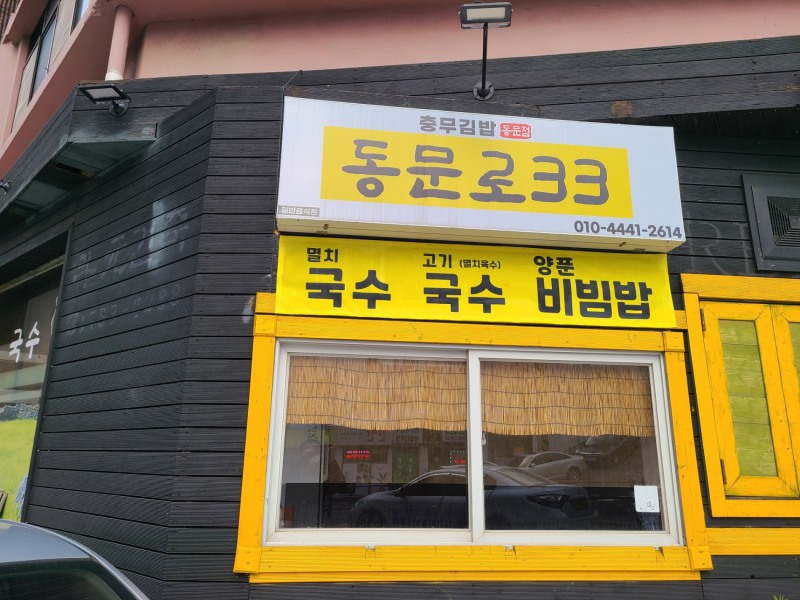 충무김밥 동문점
동문로33
일반음식점
010-4441-2614
멸치 국수
고기 (멸치육수) 국수
양푼 비빔밥
국수